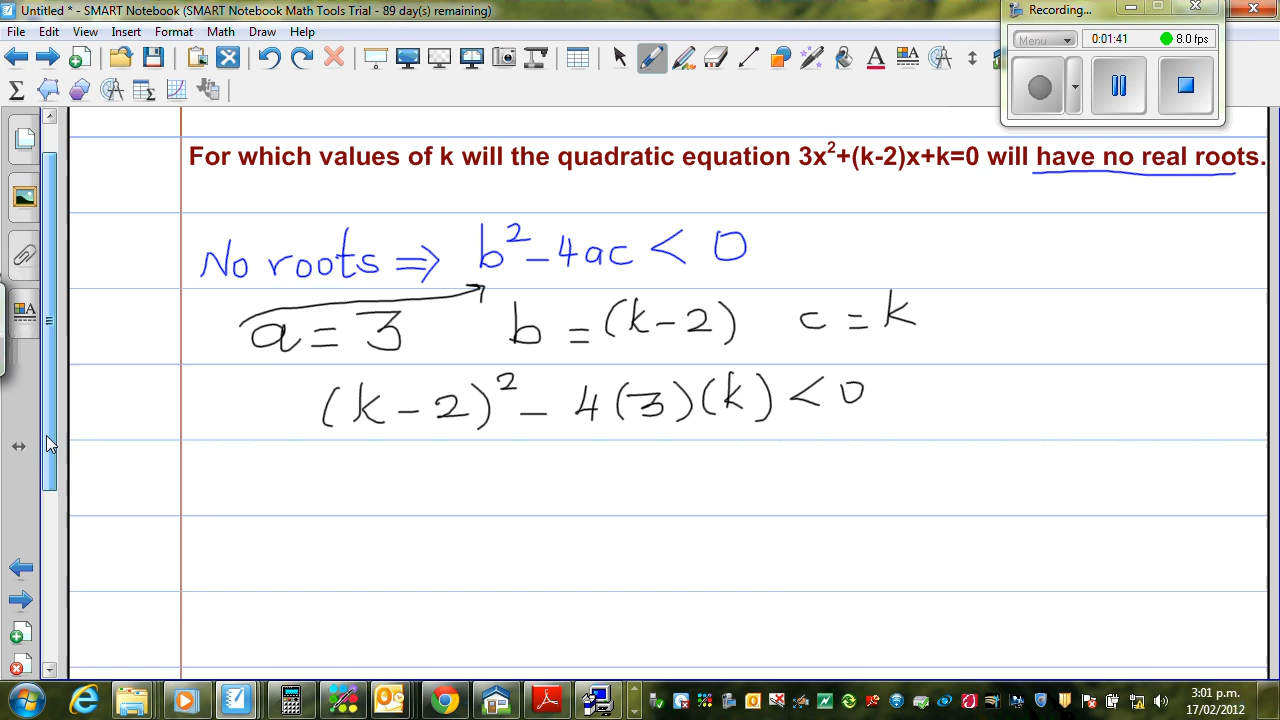 Untitled * - SMART Notebook (SMART Notebook Math Tools Trial - 89 day(s) remaining)
Recording...
File Edit View Insert Format Math Draw Help
Menu
0:01:41
8.0 fps
For which values of k will the quadratic equation 3x²+(k-2)x+k=0 will have no real roots.
No roots ⇒ b² - 4ac < 0
a = 3 b = (k-2) c = k
(k-2)² - 4(3)(k) < 0
3:01 p.m.
17/02/2012